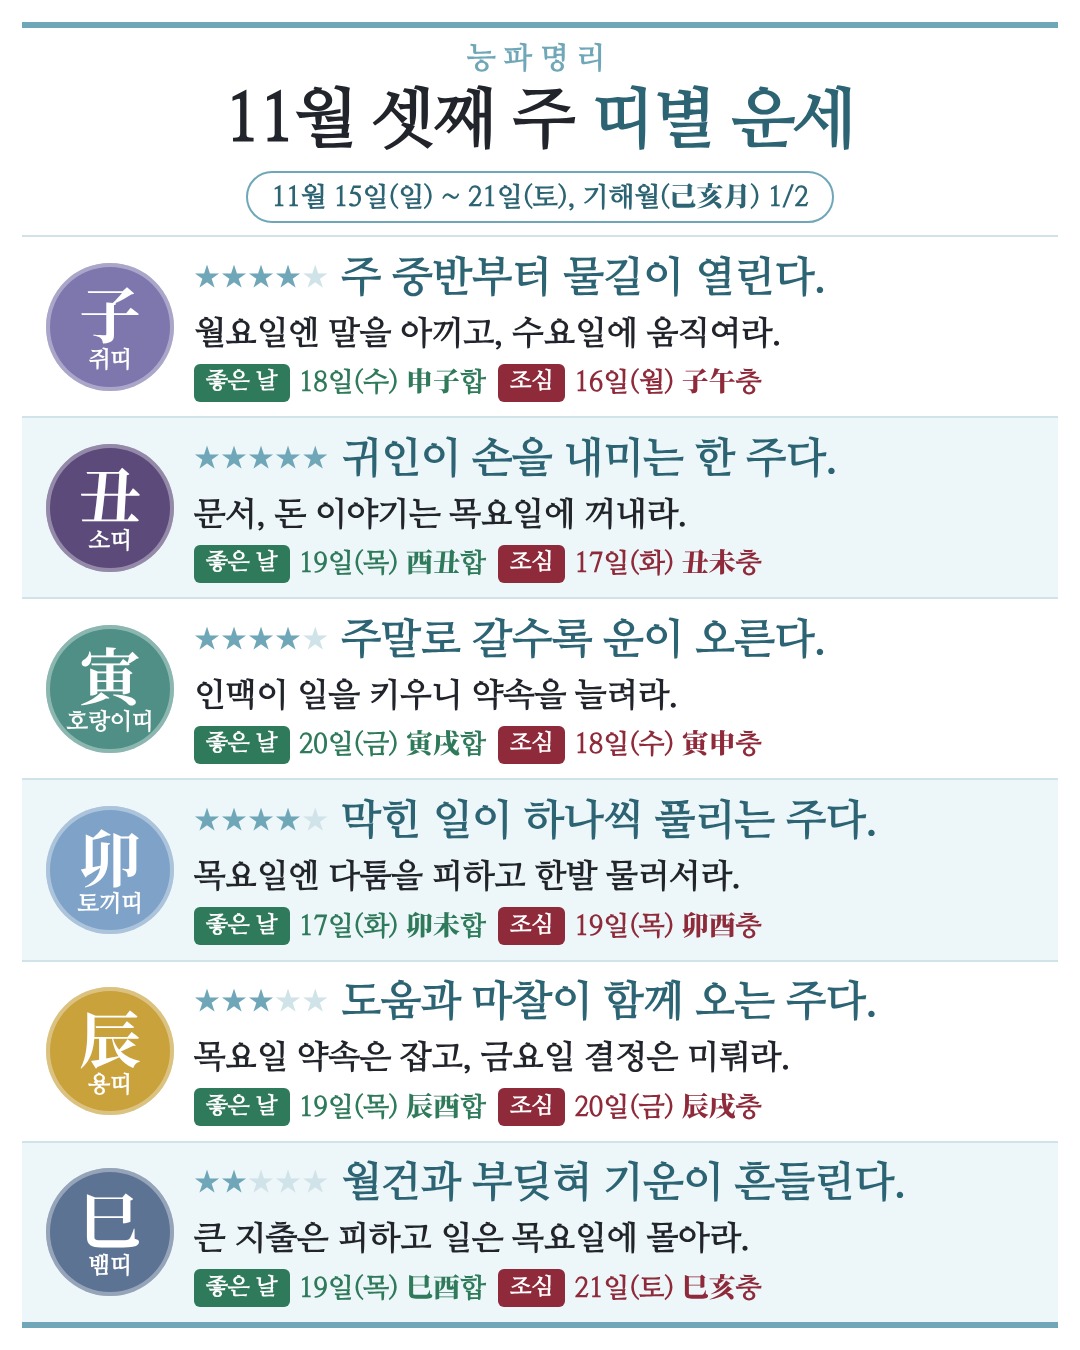 능파명리
11월 셋째 주 띠별 운세
11월 15일(일) ~ 21일(토), 기해월(己亥月) 1/2
子
쥐띠
★★★★★ 주 중반부터 물길이 열린다.
월요일엔 말을 아끼고, 수요일에 움직여라.
좋은 날 18일(수) 申子합 조심 16일(월) 子午충
丑
소띠
★★★★★ 귀인이 손을 내미는 한 주다.
문서, 돈 이야기는 목요일에 꺼내라.
좋은 날 19일(목) 酉丑합 조심 17일(화) 丑未충
寅
호랑이띠
★★★★★ 주말로 갈수록 운이 오른다.
인맥이 일을 키우니 약속을 늘려라.
좋은 날 20일(금) 寅戌합 조심 18일(수) 寅申충
卯
토끼띠
★★★★★ 막힌 일이 하나씩 풀리는 주다.
목요일엔 다툼을 피하고 한발 물러서라.
좋은 날 17일(화) 卯未합 조심 19일(목) 卯酉충
辰
용띠
★★★★★ 도움과 마찰이 함께 오는 주다.
목요일 약속은 잡고, 금요일 결정은 미뤄라.
좋은 날 19일(목) 辰酉합 조심 20일(금) 辰戌충
巳
뱀띠
★★★★★ 월건과 부딪혀 기운이 흔들린다.
큰 지출은 피하고 일은 목요일에 몰아라.
좋은 날 19일(목) 巳酉합 조심 21일(토) 巳亥충